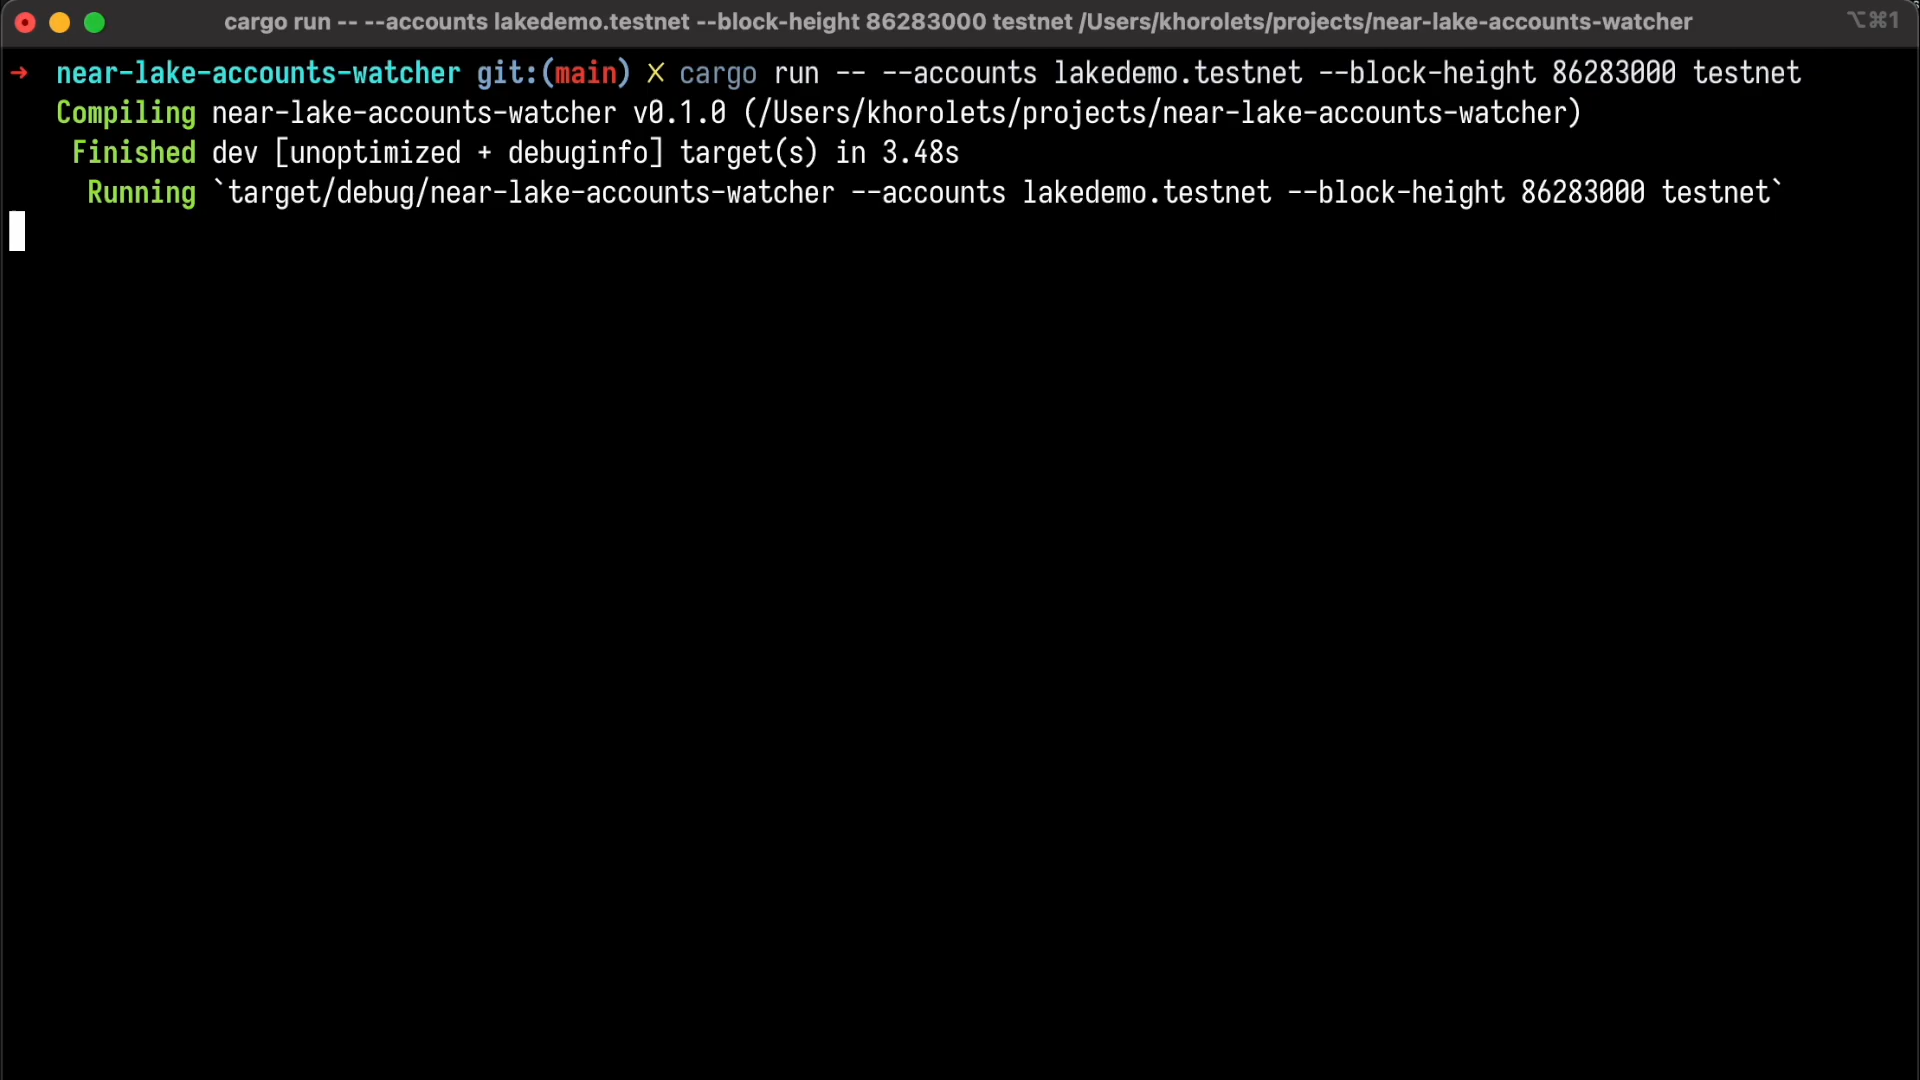 cargo run -- --accounts lakedemo.testnet --block-height 86283000 testnet /Users/khorolets/projects/near-lake-accounts-watcher ⌥⌘1
➜ near-lake-accounts-watcher git:(main) ✗ cargo run -- --accounts lakedemo.testnet --block-height 86283000 testnet
Compiling near-lake-accounts-watcher v0.1.0 (/Users/khorolets/projects/near-lake-accounts-watcher)
Finished dev [unoptimized + debuginfo] target(s) in 3.48s
Running `target/debug/near-lake-accounts-watcher --accounts lakedemo.testnet --block-height 86283000 testnet`